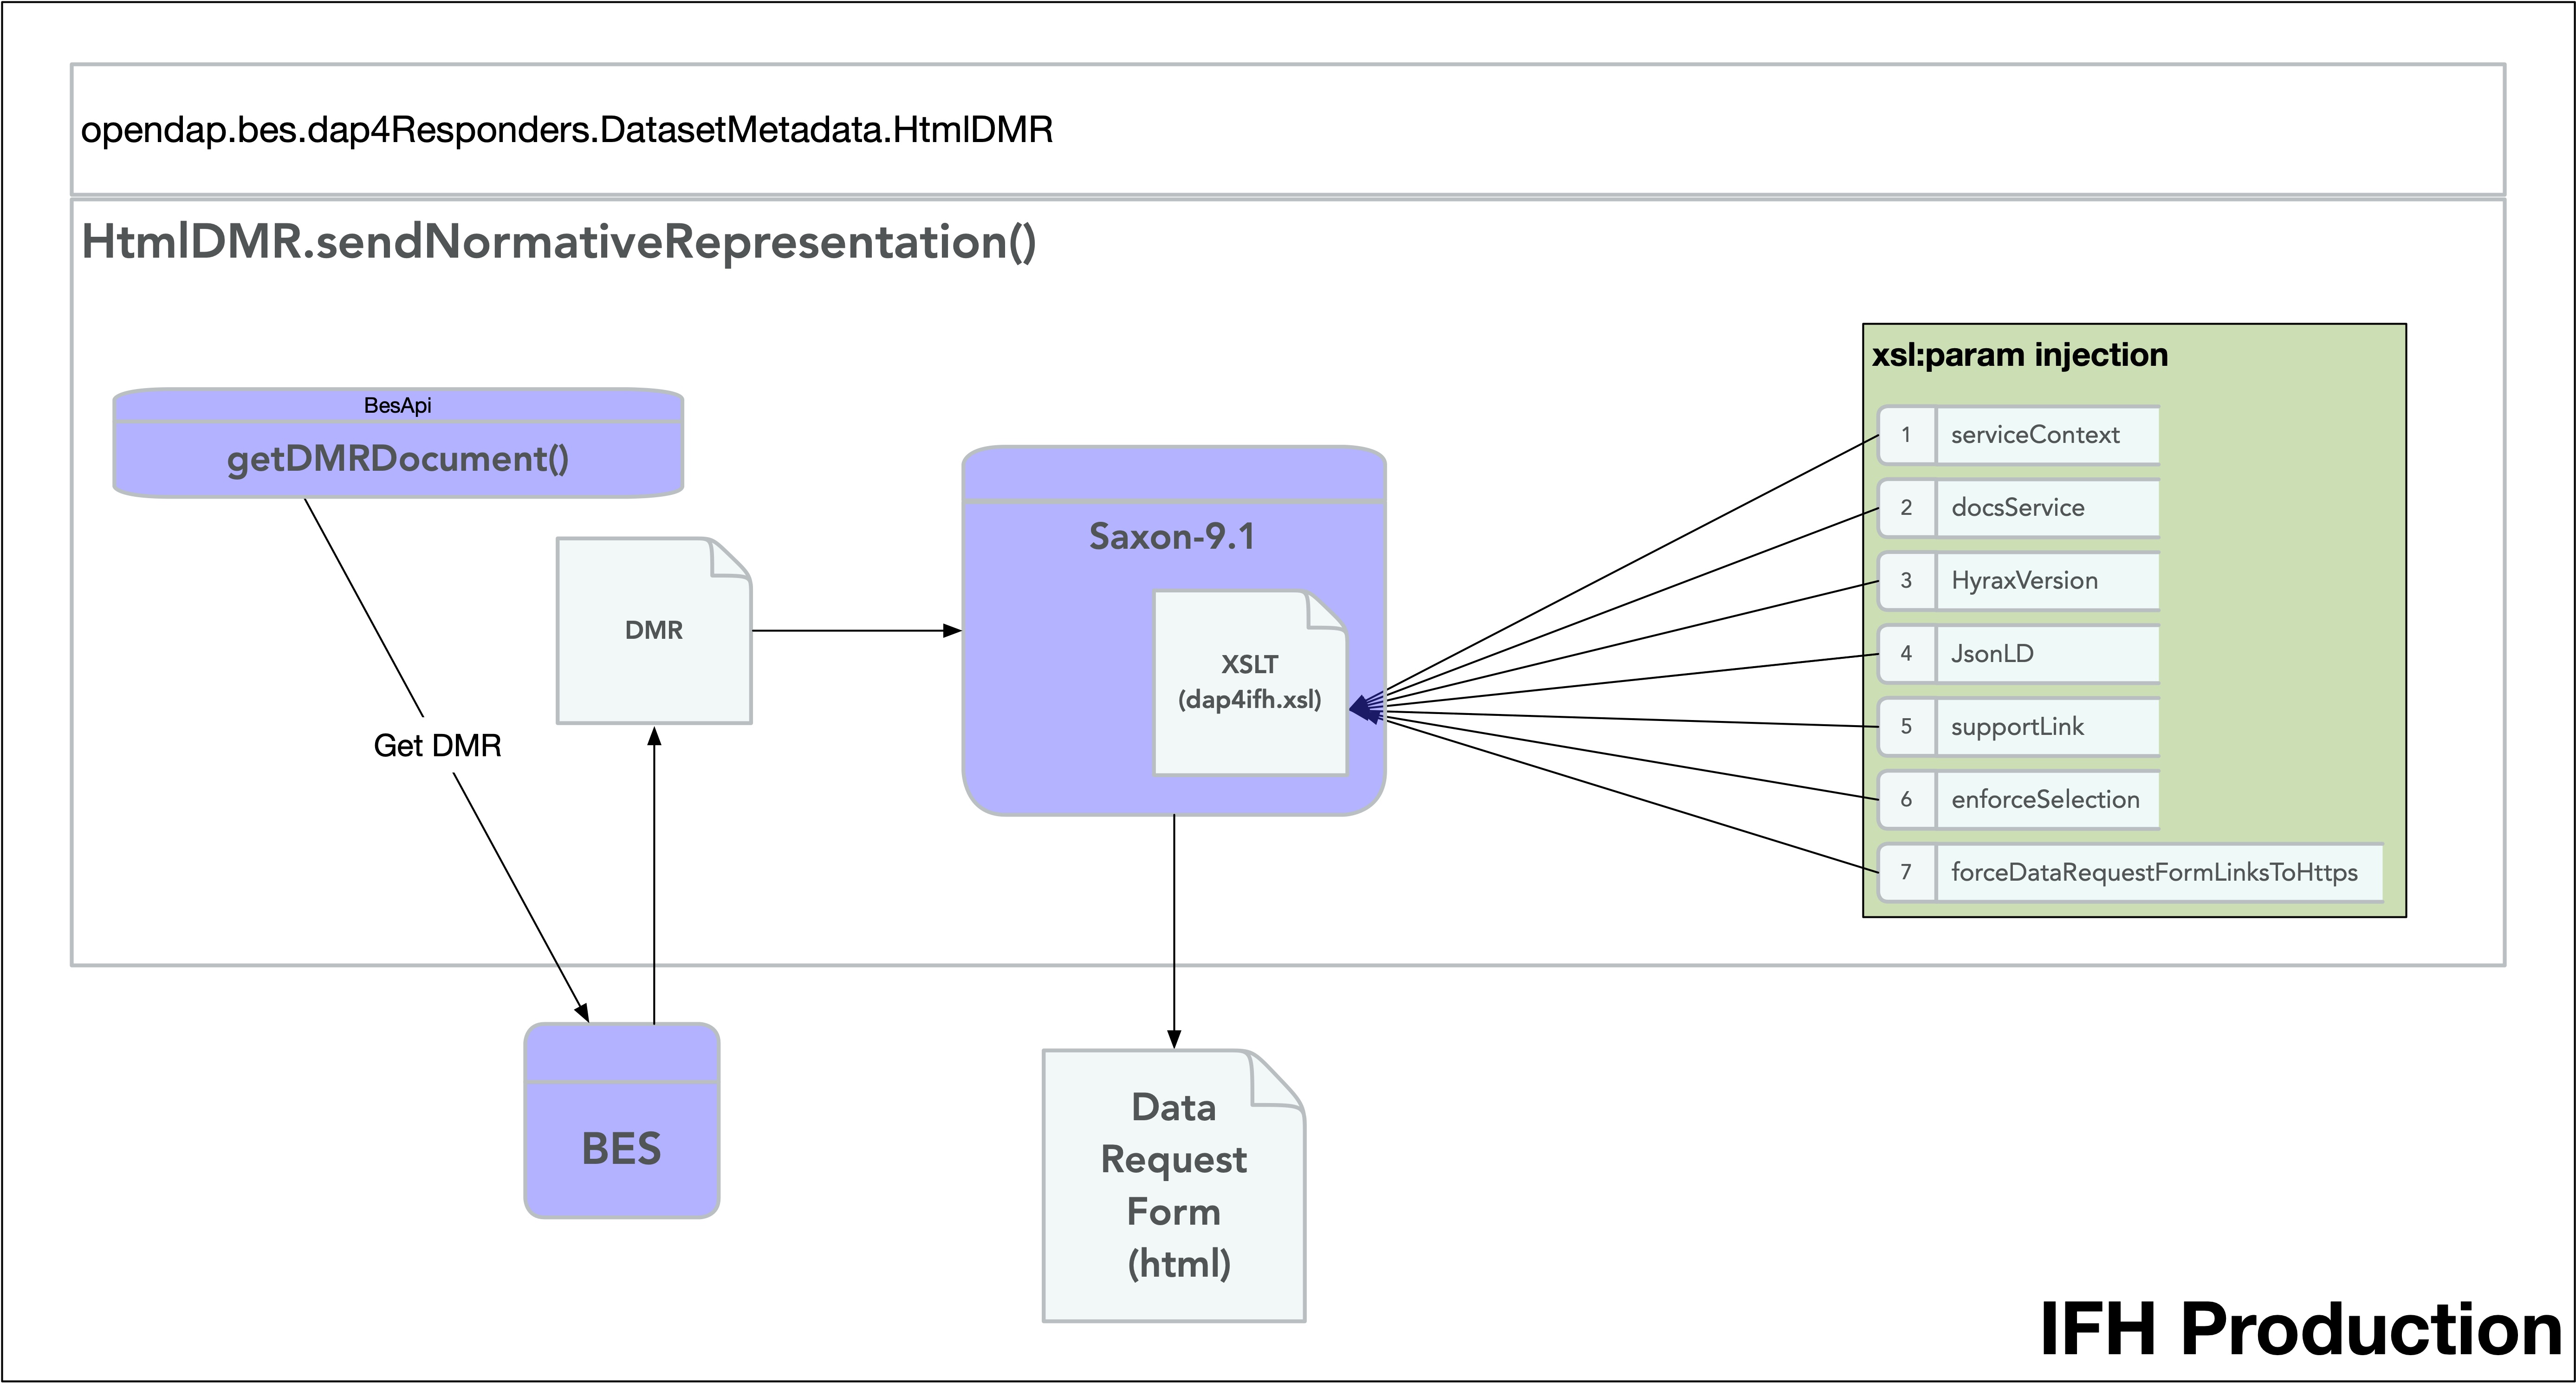 opendap.bes.dap4Responders.DatasetMetadata.HtmlDMR
HtmlDMR.sendNormativeRepresentation()
BesApi
getDMRDocument()
Get DMR
DMR
BES
Saxon-9.1
XSLT
(dap4ifh.xsl)
Data
Request
Form
(html)
xsl:param injection
1 serviceContext
2 docsService
3 HyraxVersion
4 JsonLD
5 supportLink
6 enforceSelection
7 forceDataRequestFormLinksToHttps
IFH Production